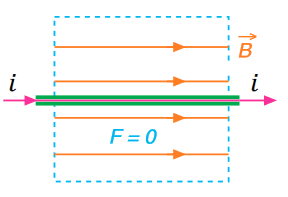 B⃗
i i
F = 0